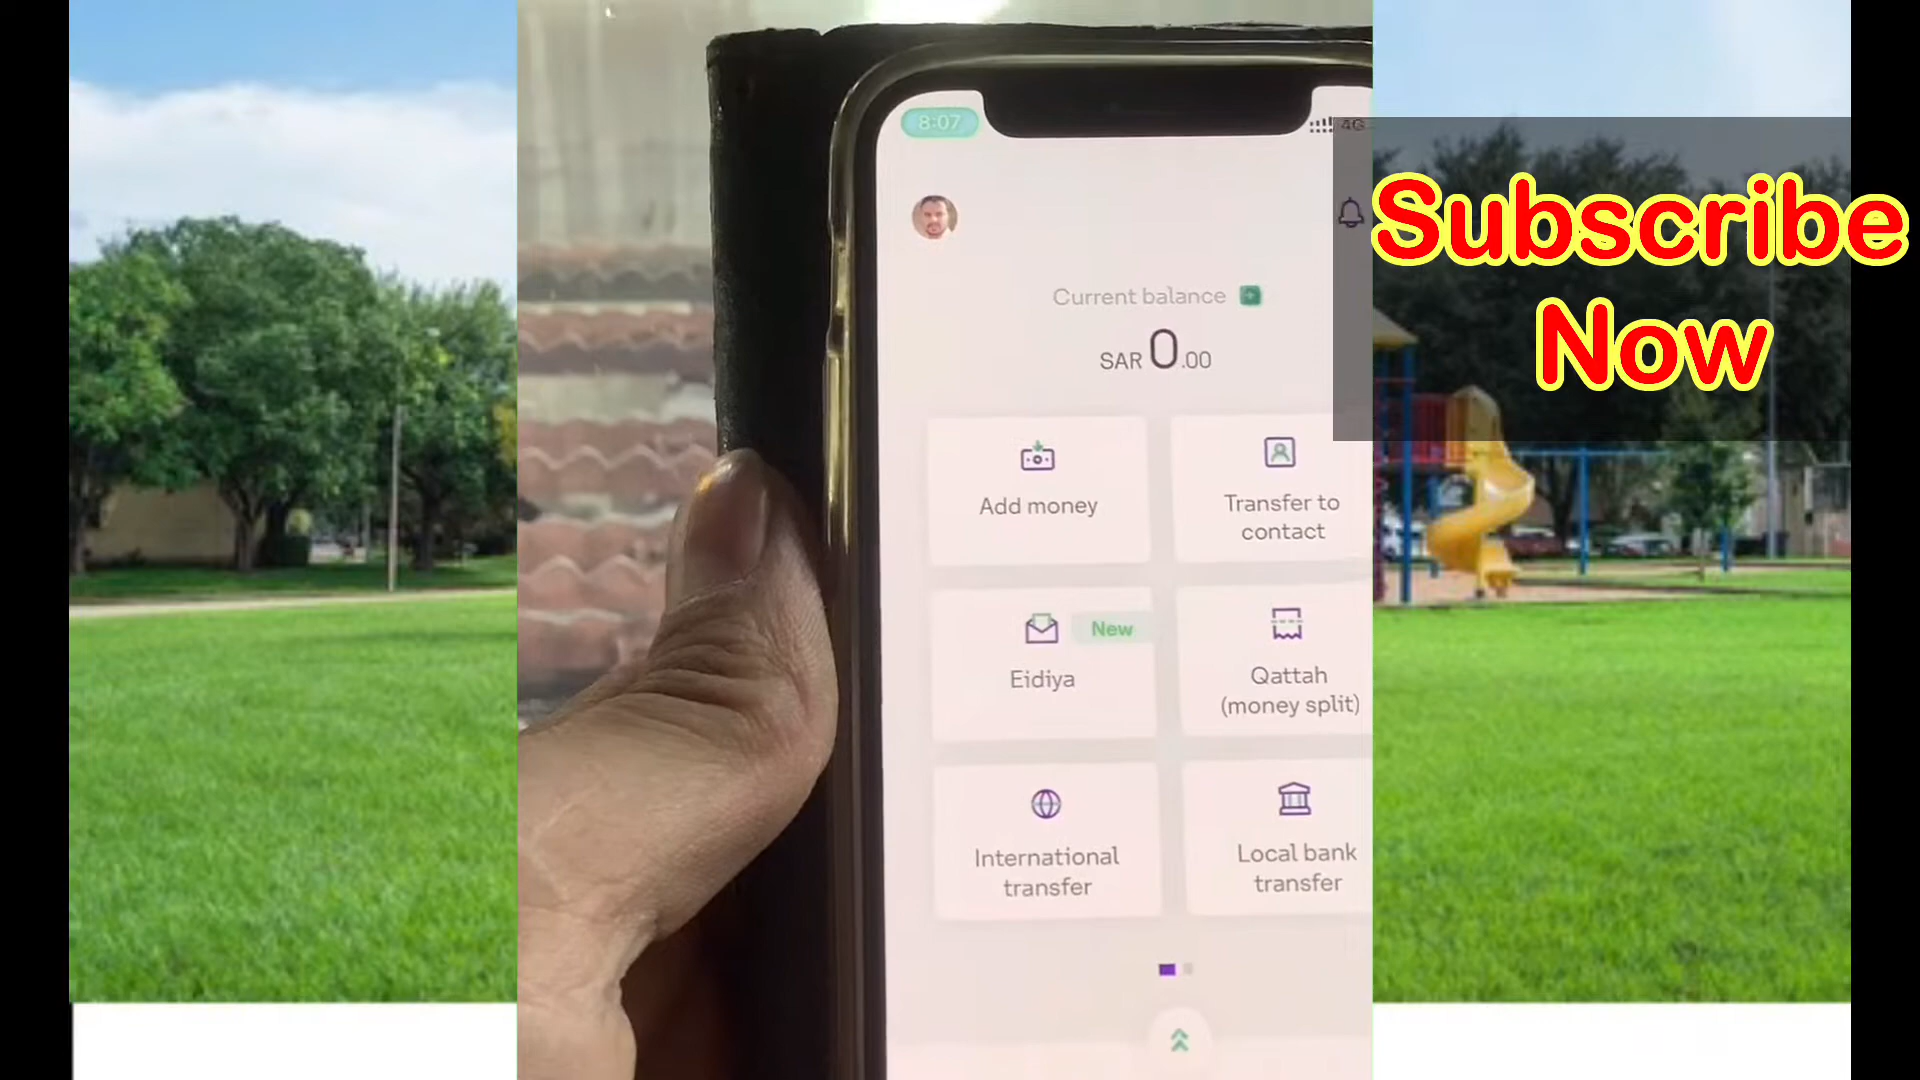 8:07
4G
Subscribe
Now
Current balance
SAR 0.00
Add money
Transfer to
contact
New
Eidiya
Qattah
(money split)
International
transfer
Local bank
transfer